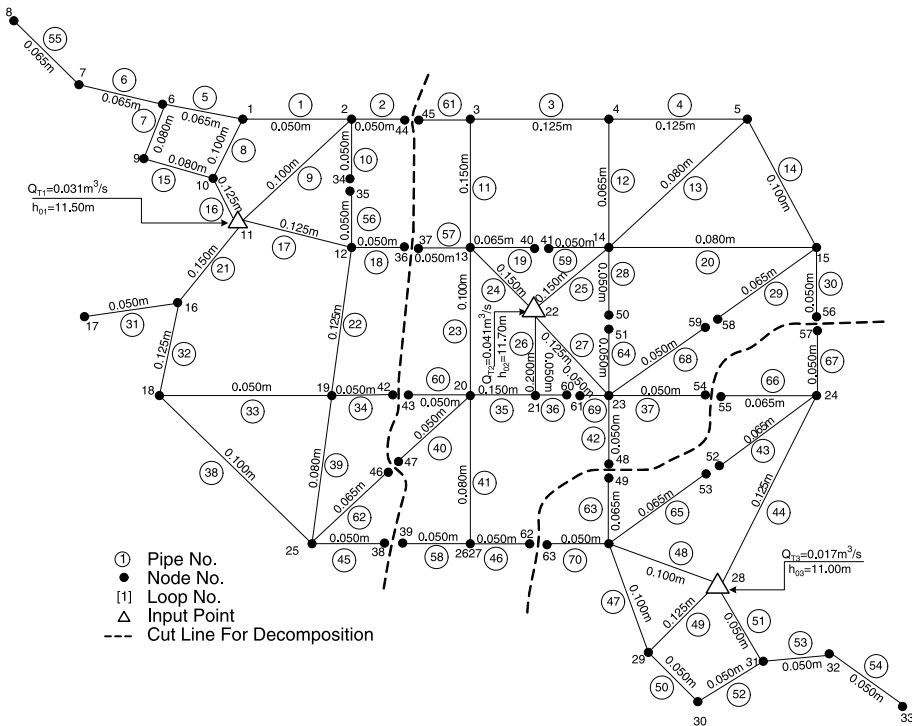 8
55
0.065m
7
6
0.065m
6
5
0.065m
1
1
0.050m
2
2
0.050m
44
45
61
3
3
0.125m
4
4
0.125m
5
7
0.080m
8
0.100m
9
15
0.080m
10
0.125m
16
0.100m
9
0.050m
10
34
35
0.050m
56
0.150m
11
0.065m
12
0.080m
13
14
0.100m
QT1=0.031m³/s
h01=11.50m
11
0.125m
17
12
0.050m
18
36
37
57
0.050m
13
0.065m
40
19
41
0.050m
59
14
0.080m
20
15
0.150m
21
0.050m
31
17
16
0.125m
32
0.125m
22
0.100m
23
24
0.150m
0.150m
25
0.050m
28
50
51
0.050m
64
22
QT2=0.041m³/s
h02=11.70m
26
0.200m
0.050m
0.125m
27
0.050m
0.065m
29
59
58
0.050m
68
0.050m
30
56
57
0.050m
67
18
0.050m
33
19
0.050m
34
42
43
60
0.050m
20
0.150m
35
21
36
60
61
69
23
0.050m
37
54
55
66
0.065m
24
0.100m
38
0.080m
39
46
47
0.050m
40
0.065m
62
0.080m
41
0.050m
42
48
49
63
0.065m
52
53
0.065m
43
0.065m
65
0.125m
44
25
0.050m
45
38
39
0.050m
58
26
27
0.050m
46
62
63
0.050m
70
48
0.100m
28
QT3=0.017m³/s
h03=11.00m
47
0.100m
0.125m
49
51
0.050m
29
0.050m
50
30
0.050m
52
31
53
0.050m
32
54
0.050m
33
1 Pipe No.
Node No.
[1] Loop No.
Input Point
Cut Line For Decomposition